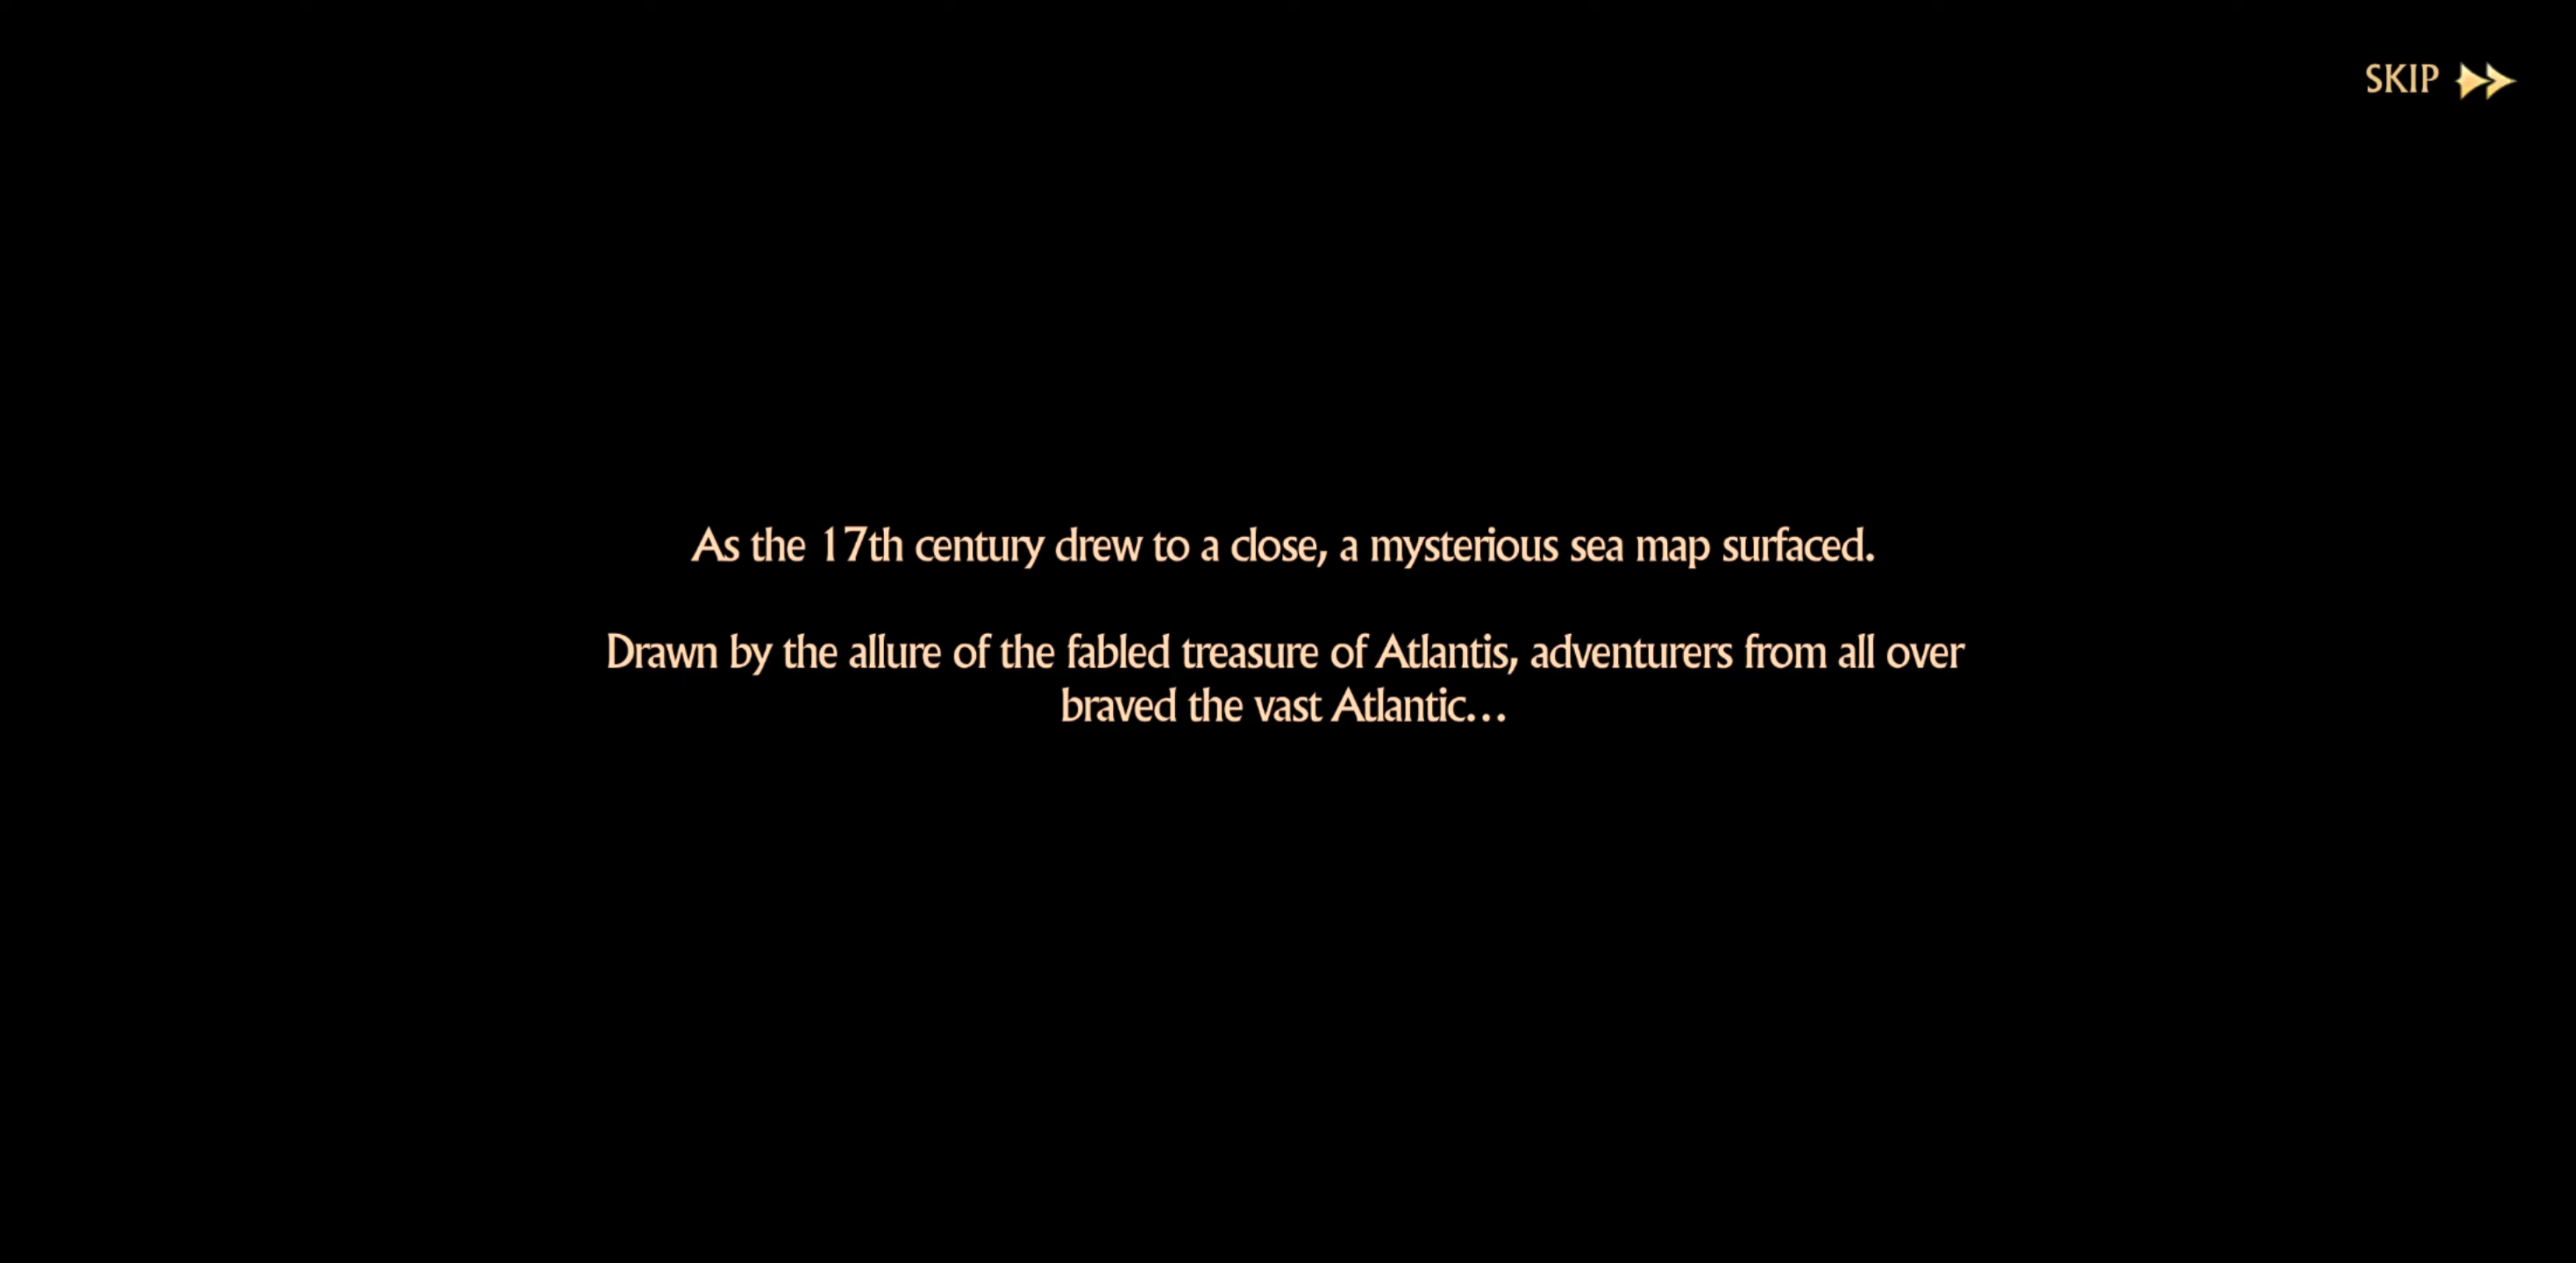 SKIP
As the 17th century drew to a close, a mysterious sea map surfaced.
Drawn by the allure of the fabled treasure of Atlantis, adventurers from all over
braved the vast Atlantic...